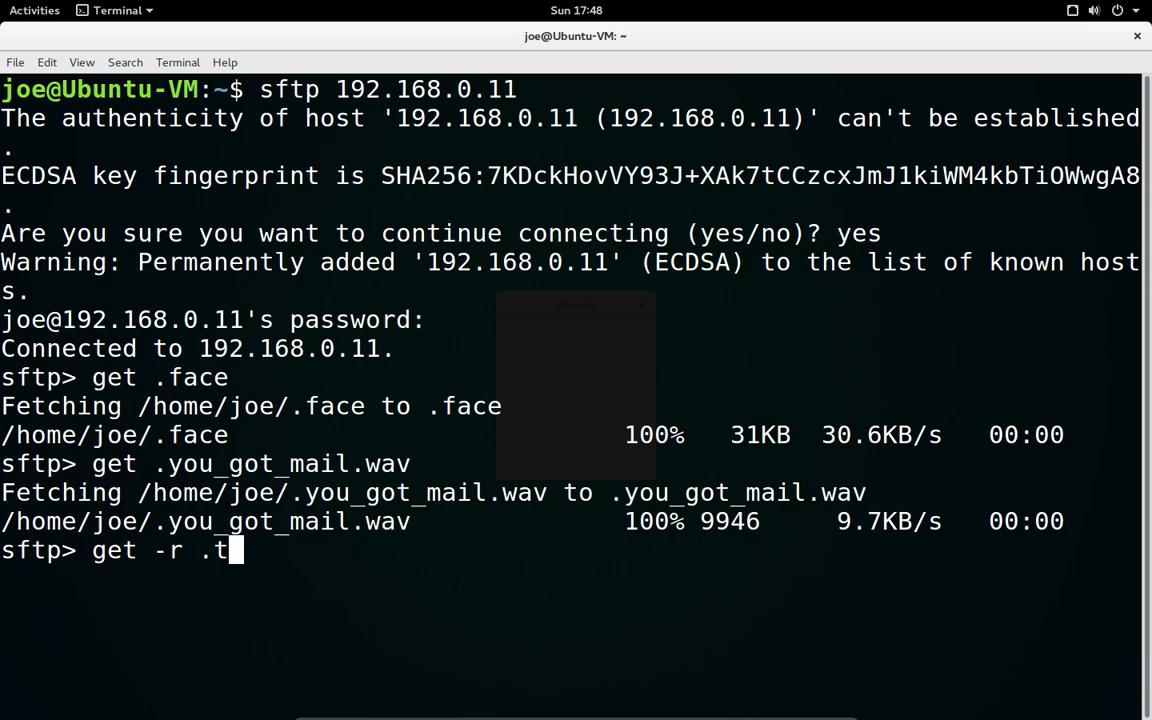 Activities Terminal Sun 17:48
joe@Ubuntu-VM: ~
File Edit View Search Terminal Help
joe@Ubuntu-VM:~$ sftp 192.168.0.11
The authenticity of host '192.168.0.11 (192.168.0.11)' can't be established
.
ECDSA key fingerprint is SHA256:7KDckHovVY93J+XAk7tCCzcxJmJ1kiWM4kbTiOWwgA8
.
Are you sure you want to continue connecting (yes/no)? yes
Warning: Permanently added '192.168.0.11' (ECDSA) to the list of known host
s.
Ubuntu
joe@192.168.0.11's password:
Connected to 192.168.0.11.
sftp> get .face
Fetching /home/joe/.face to .face
/home/joe/.face 100% 31KB 30.6KB/s 00:00
sftp> get .you_got_mail.wav
Fetching /home/joe/.you_got_mail.wav to .you_got_mail.wav
/home/joe/.you_got_mail.wav 100% 9946 9.7KB/s 00:00
sftp> get -r .t